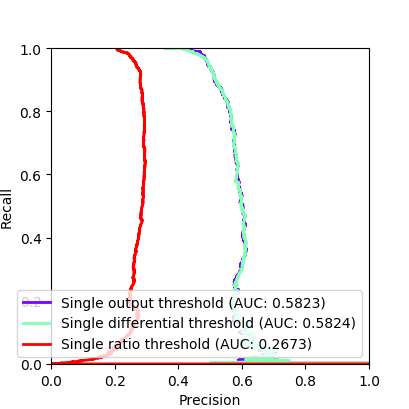 1.0
0.8
0.6
0.4
0.2
0.0
Recall
Single output threshold (AUC: 0.5823)
Single differential threshold (AUC: 0.5824)
Single ratio threshold (AUC: 0.2673)
0.0 0.2 0.4 0.6 0.8 1.0
Precision